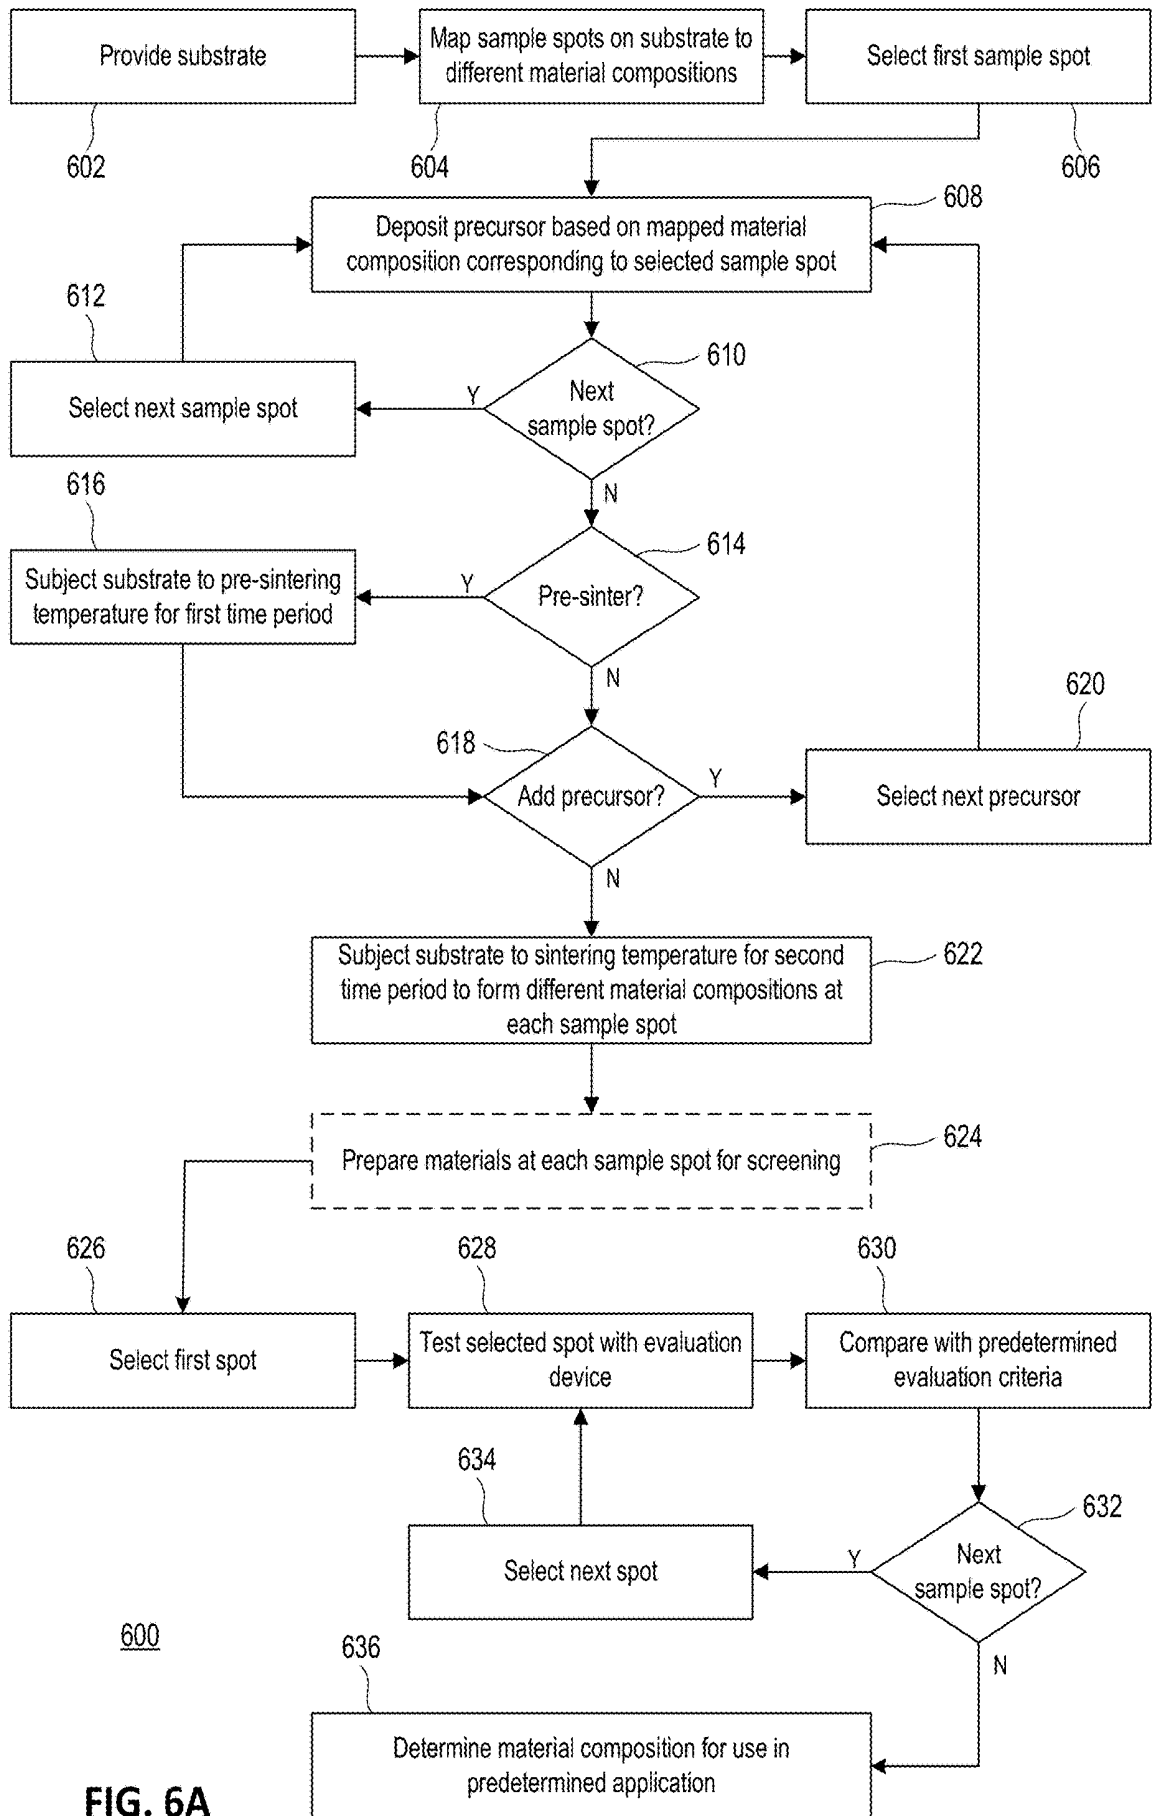 Provide substrate
Map sample spots on substrate to
different material compositions
Select first sample spot
602
604
606
608
Deposit precursor based on mapped material
composition corresponding to selected sample spot
612
610
Select next sample spot
Y
Next
sample spot?
N
616
614
Subject substrate to pre-sintering
temperature for first time period
Y
Pre-sinter?
N
620
618
Add precursor?
Y
Select next precursor
N
Subject substrate to sintering temperature for second
time period to form different material compositions at
each sample spot
622
624
Prepare materials at each sample spot for screening
626
628
630
Select first spot
Test selected spot with evaluation
device
Compare with predetermined
evaluation criteria
634
632
Select next spot
Y
Next
sample spot?
600
636
N
Determine material composition for use in
predetermined application
FIG. 6A